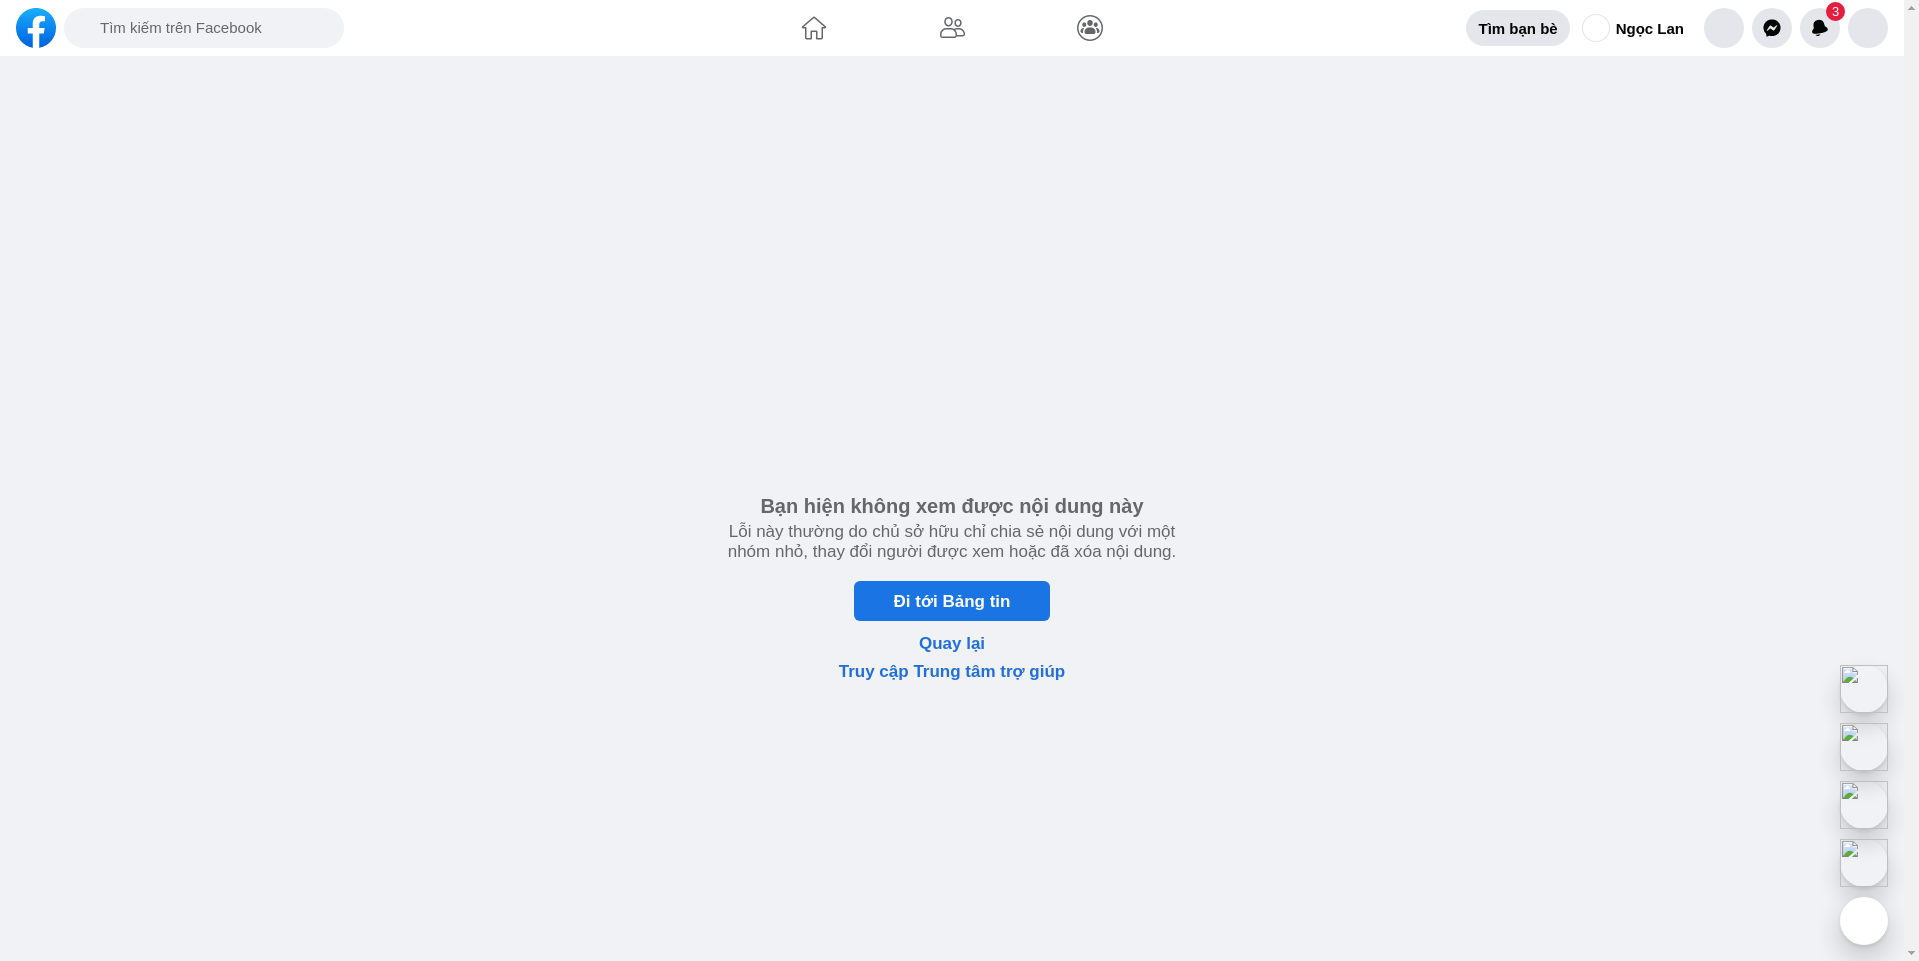 Tìm kiếm trên Facebook
Tìm bạn bè
Ngọc Lan
3
Bạn hiện không xem được nội dung này
Lỗi này thường do chủ sở hữu chỉ chia sẻ nội dung với một
nhóm nhỏ, thay đổi người được xem hoặc đã xóa nội dung.
Đi tới Bảng tin
Quay lại
Truy cập Trung tâm trợ giúp